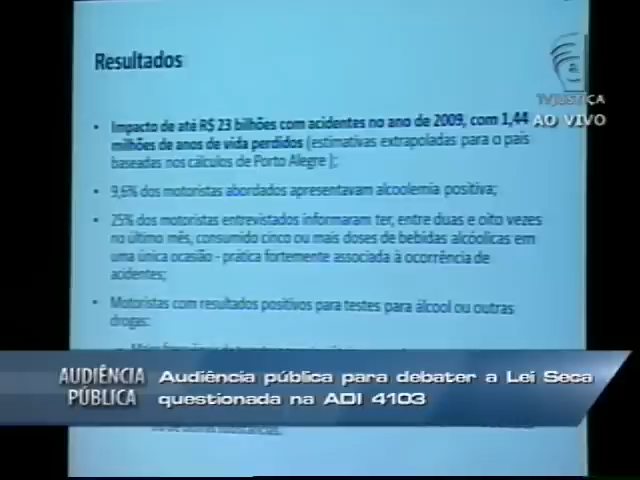 Resultados
TV JUSTIÇA
AO VIVO
• Impacto de até R$ 23 bilhões com acidentes no ano de 2009, com 1,44
milhões de anos de vida perdidos (estimativas extrapoladas para o país
baseadas nos cálculos de Porto Alegre );
• 9,6% dos motoristas abordados apresentavam alcoolemia positiva;
• 25% dos motoristas entrevistados informaram ter, entre duas e oito vezes
no último mês, consumido cinco ou mais doses de bebidas alcóolicas em
uma única ocasião - prática fortemente associada à ocorrência de
acidentes;
• Motoristas com resultados positivos para testes para álcool ou outras
drogas:
AUDIÊNCIA
PÚBLICA
Audiência pública para debater a Lei Seca
questionada na ADI 4103